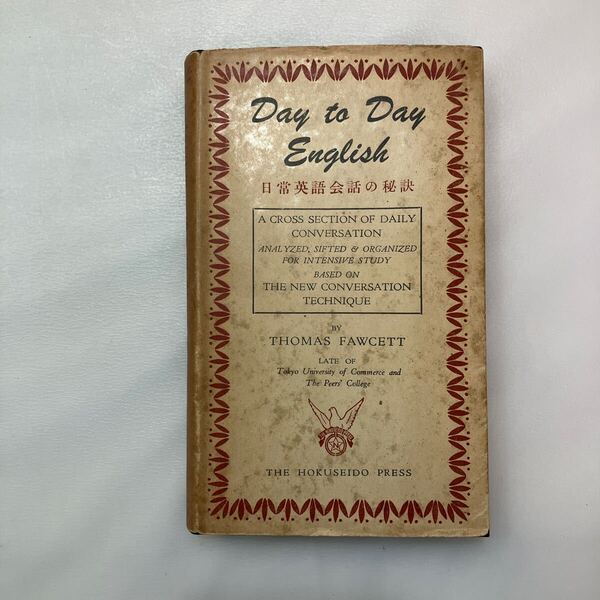 Day to Day
English
日常英語会話の秘訣
A CROSS SECTION OF DAILY
CONVERSATION
ANALYZED, SIFTED & ORGANIZED
FOR INTENSIVE STUDY
BASED ON
THE NEW CONVERSATION
TECHNIQUE
BY
THOMAS FAWCETT
LATE OF
Tokyo University of Commerce and
The Peers' College
THE HOKUSEIDO PRESS